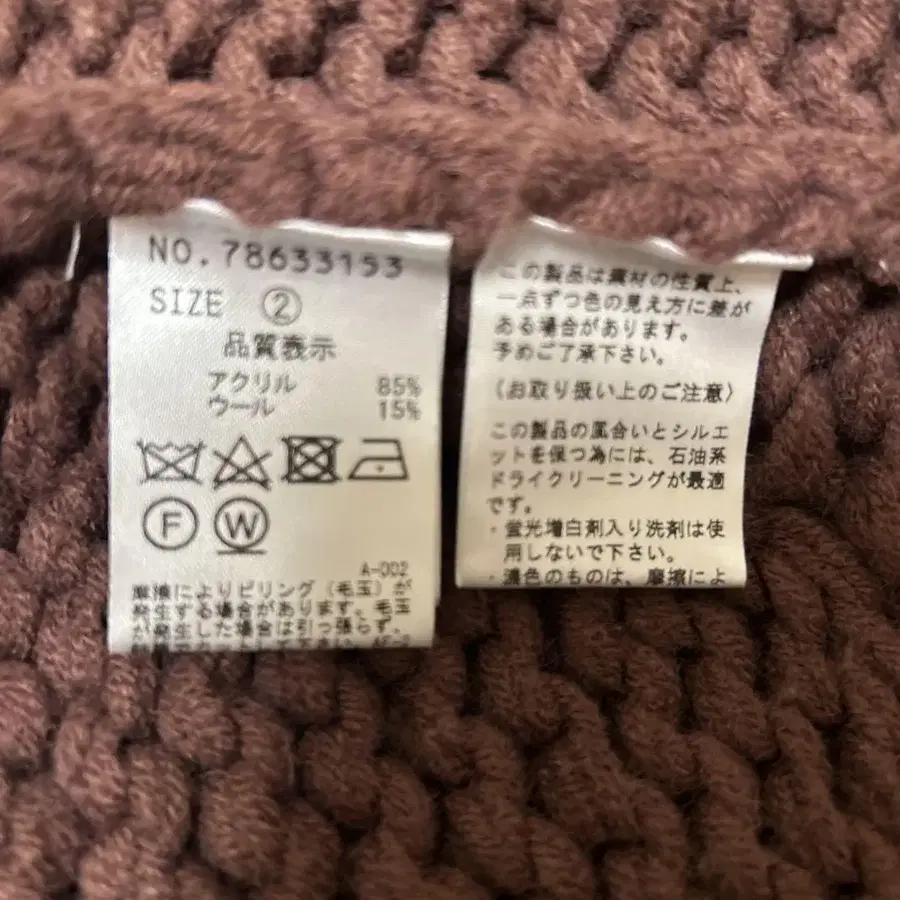 NO.78633153
SIZE ②
品質表示
アクリル 85%
ウール 15%
F W
A-002
摩擦によりピリング(毛玉)が
発生する場合があります。毛玉
が発生した場合は引っ張らず、
この製品は素材の性質上、
一点ずつ色の見え方に差が
ある場合があります。
予めご了承下さい。
〈お取り扱い上のご注意〉
この製品の風合いとシルエ
ットを保つ為には、石油系
ドライクリーニングが最適
です。
・蛍光増白剤入り洗剤は使
用しないで下さい。
・濃色のものは、摩擦によ